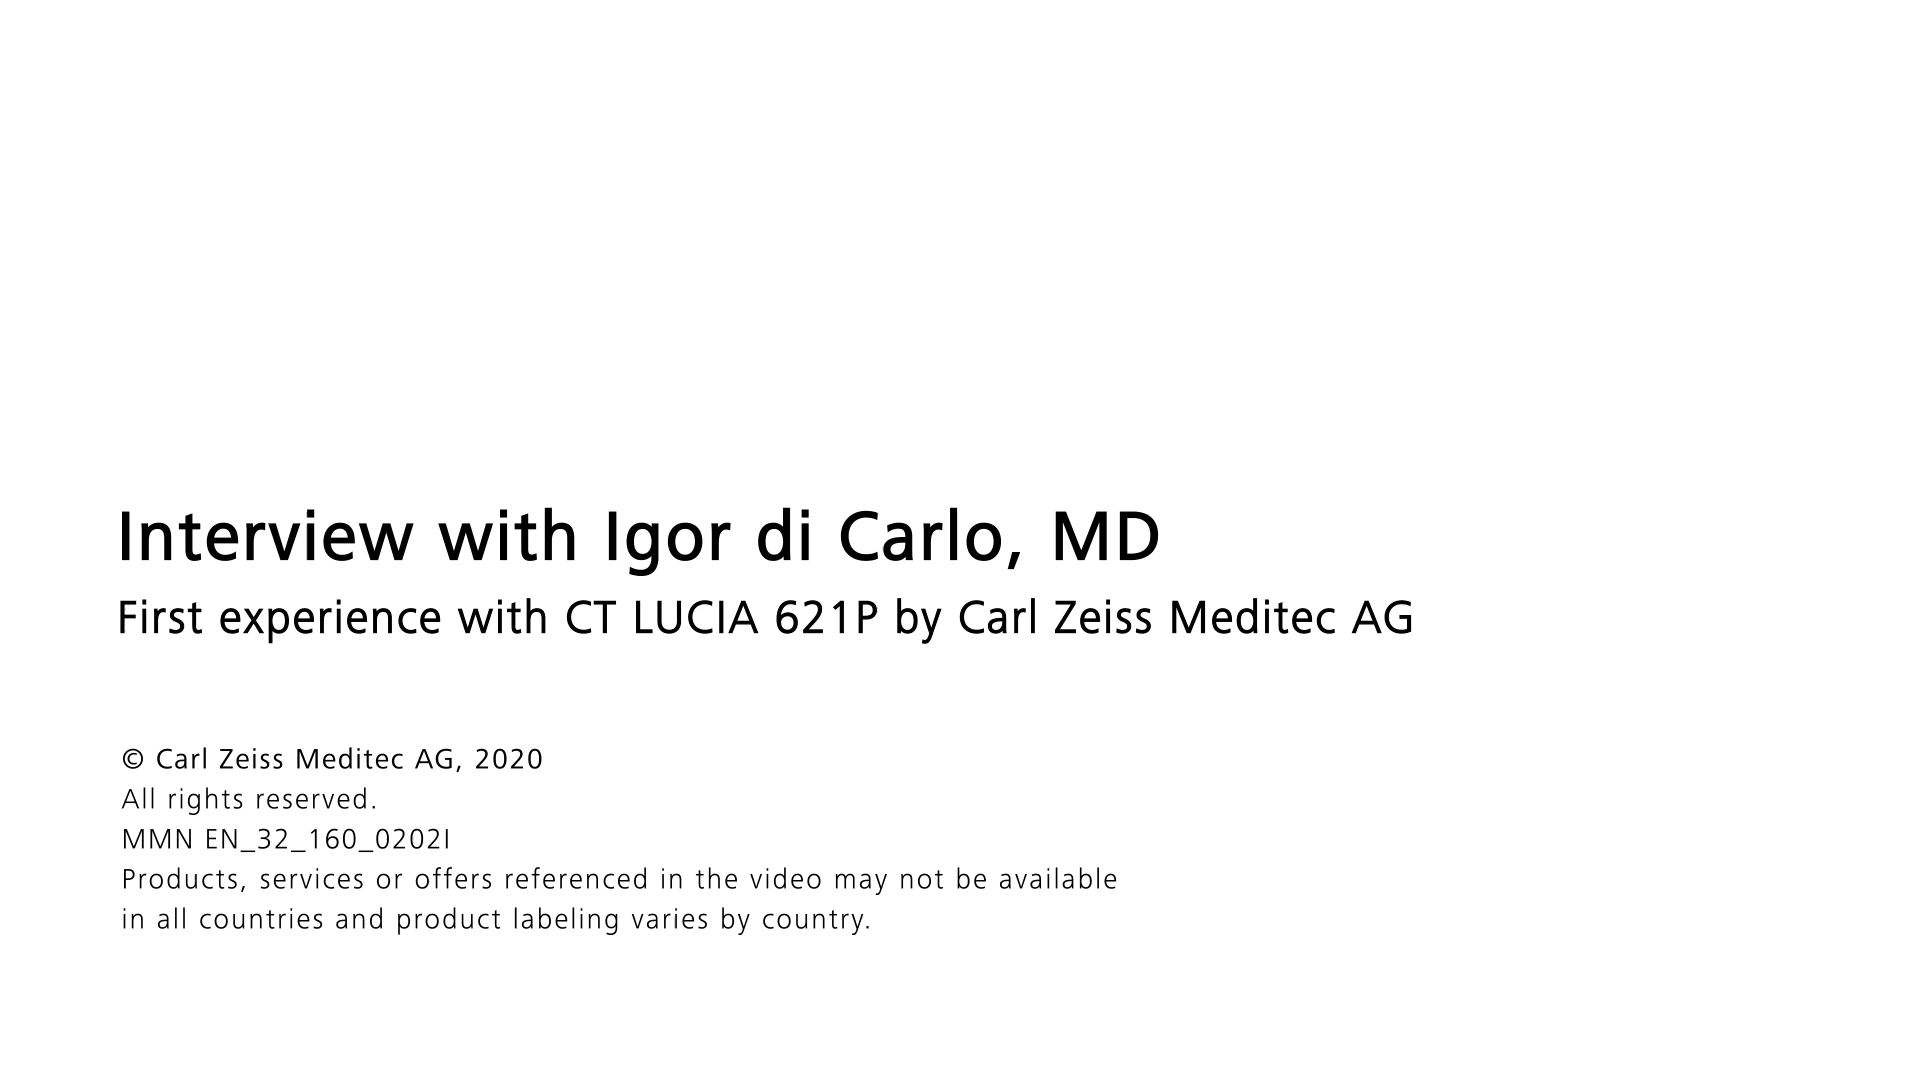 Interview with Igor di Carlo, MD
First experience with CT LUCIA 621P by Carl Zeiss Meditec AG
© Carl Zeiss Meditec AG, 2020
All rights reserved.
MMN EN_32_160_0202I
Products, services or offers referenced in the video may not be available
in all countries and product labeling varies by country.